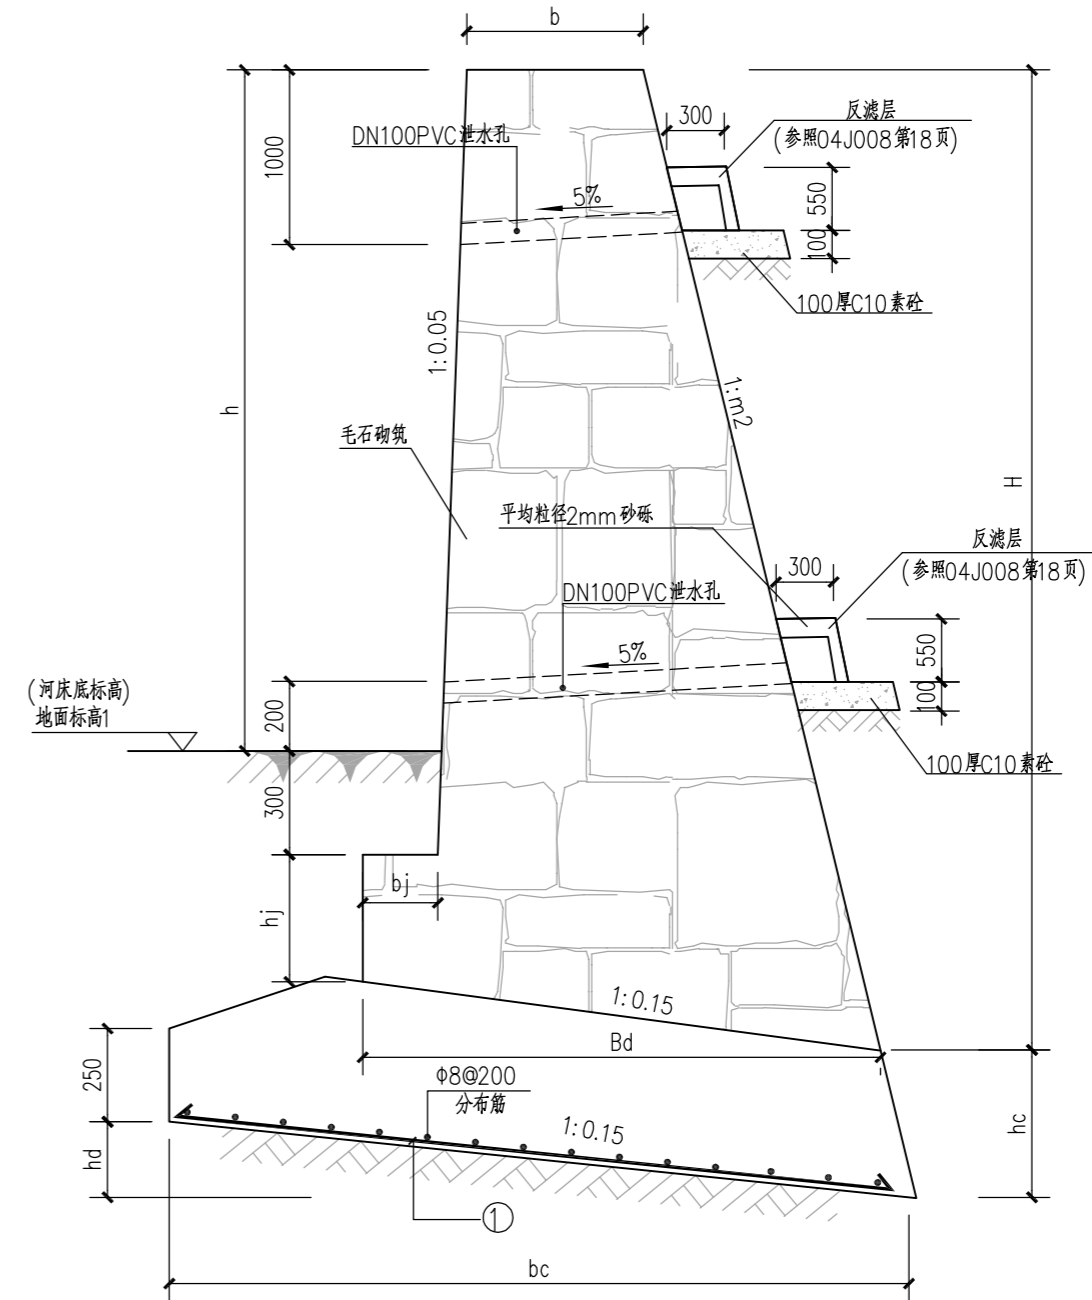 b
300
反滤层
(参照04J008第18页)
DN100PVC泄水孔
1000
5%
550
100
100厚C10素砼
1:0.05
1:m2
h
毛石砌筑
H
平均粒径2mm砂砾
反滤层
(参照04J008第18页)
300
DN100PVC泄水孔
5%
550
100
(河床底标高)
地面标高1
200
100厚C10素砼
300
bj
hj
1:0.15
Bd
250
Φ8@200
分布筋
1:0.15
hd
hc
1
bc